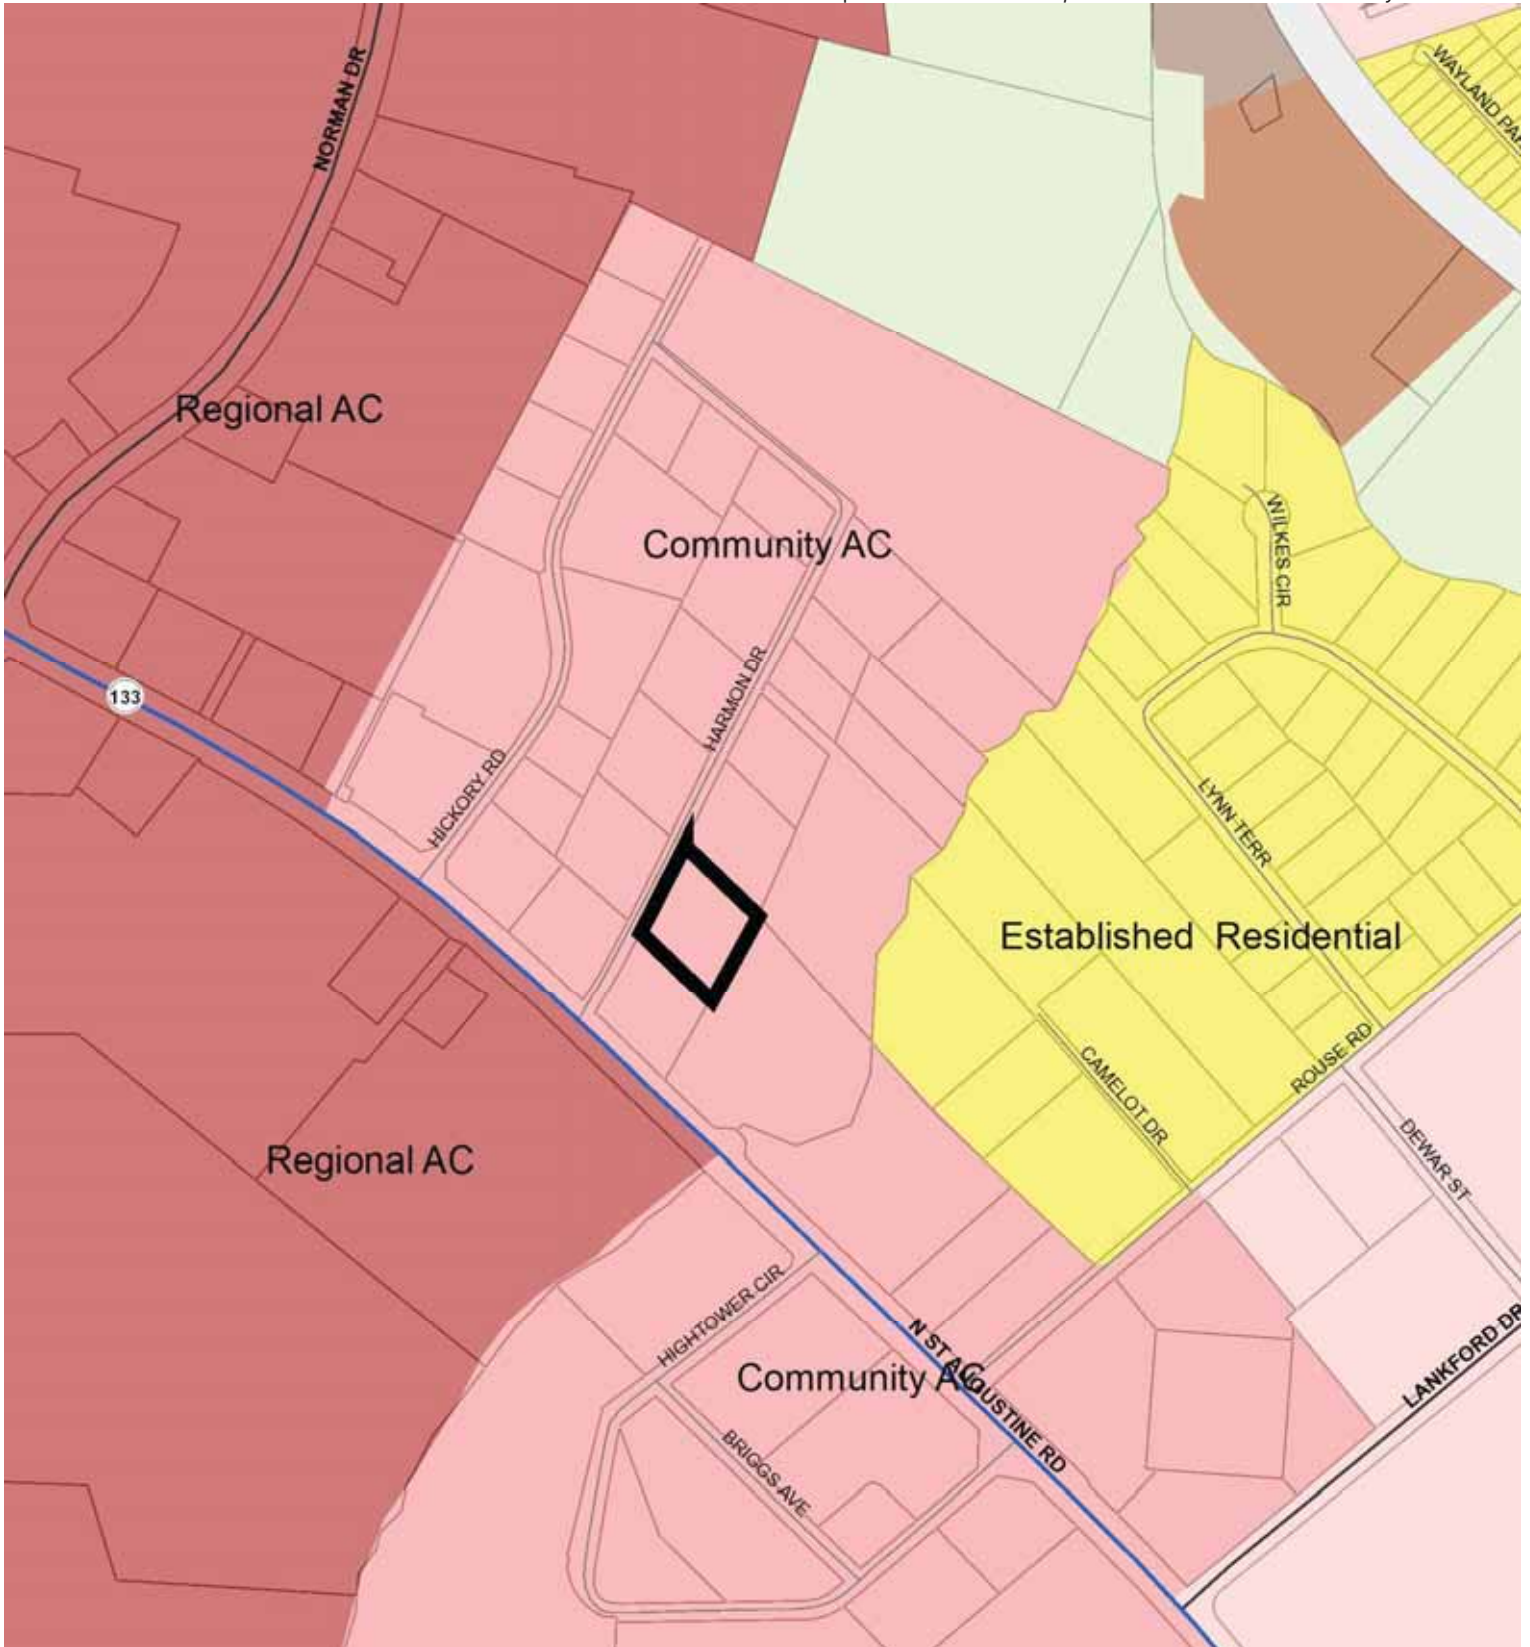 NORMAN DR
WAYLAND PAR
Regional AC
WILKES CIR
Community AC
HARMON DR
133
HICKORY RD
LYNN TERR
Established Residential
CAMELOT DR
ROUSE RD
DEWAR ST
Regional AC
HIGHTOWER CIR
N ST AUGUSTINE RD
Community AC
LANKFORD DR
BRIGGS AVE